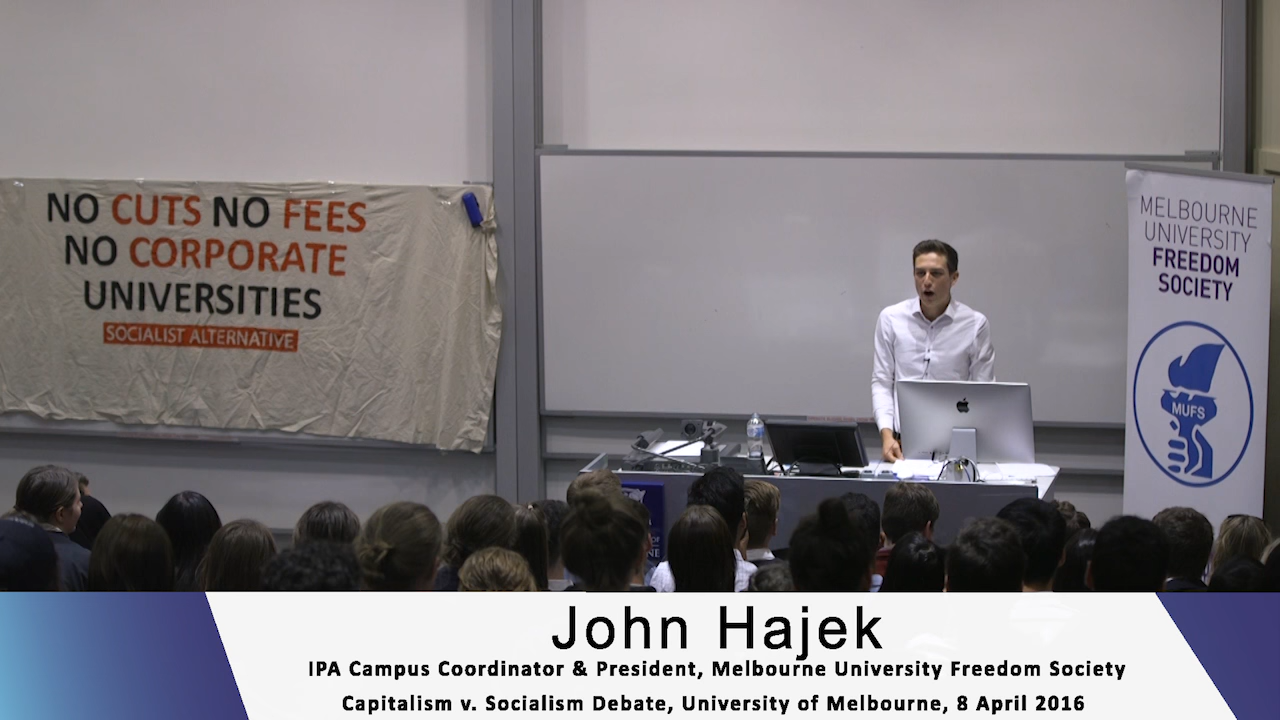 NO CUTS NO FEES
NO CORPORATE
UNIVERSITIES
SOCIALIST ALTERNATIVE
MELBOURNE
UNIVERSITY
FREEDOM
SOCIETY
MUFS
John Hajek
IPA Campus Coordinator & President, Melbourne University Freedom Society
Capitalism v. Socialism Debate, University of Melbourne, 8 April 2016